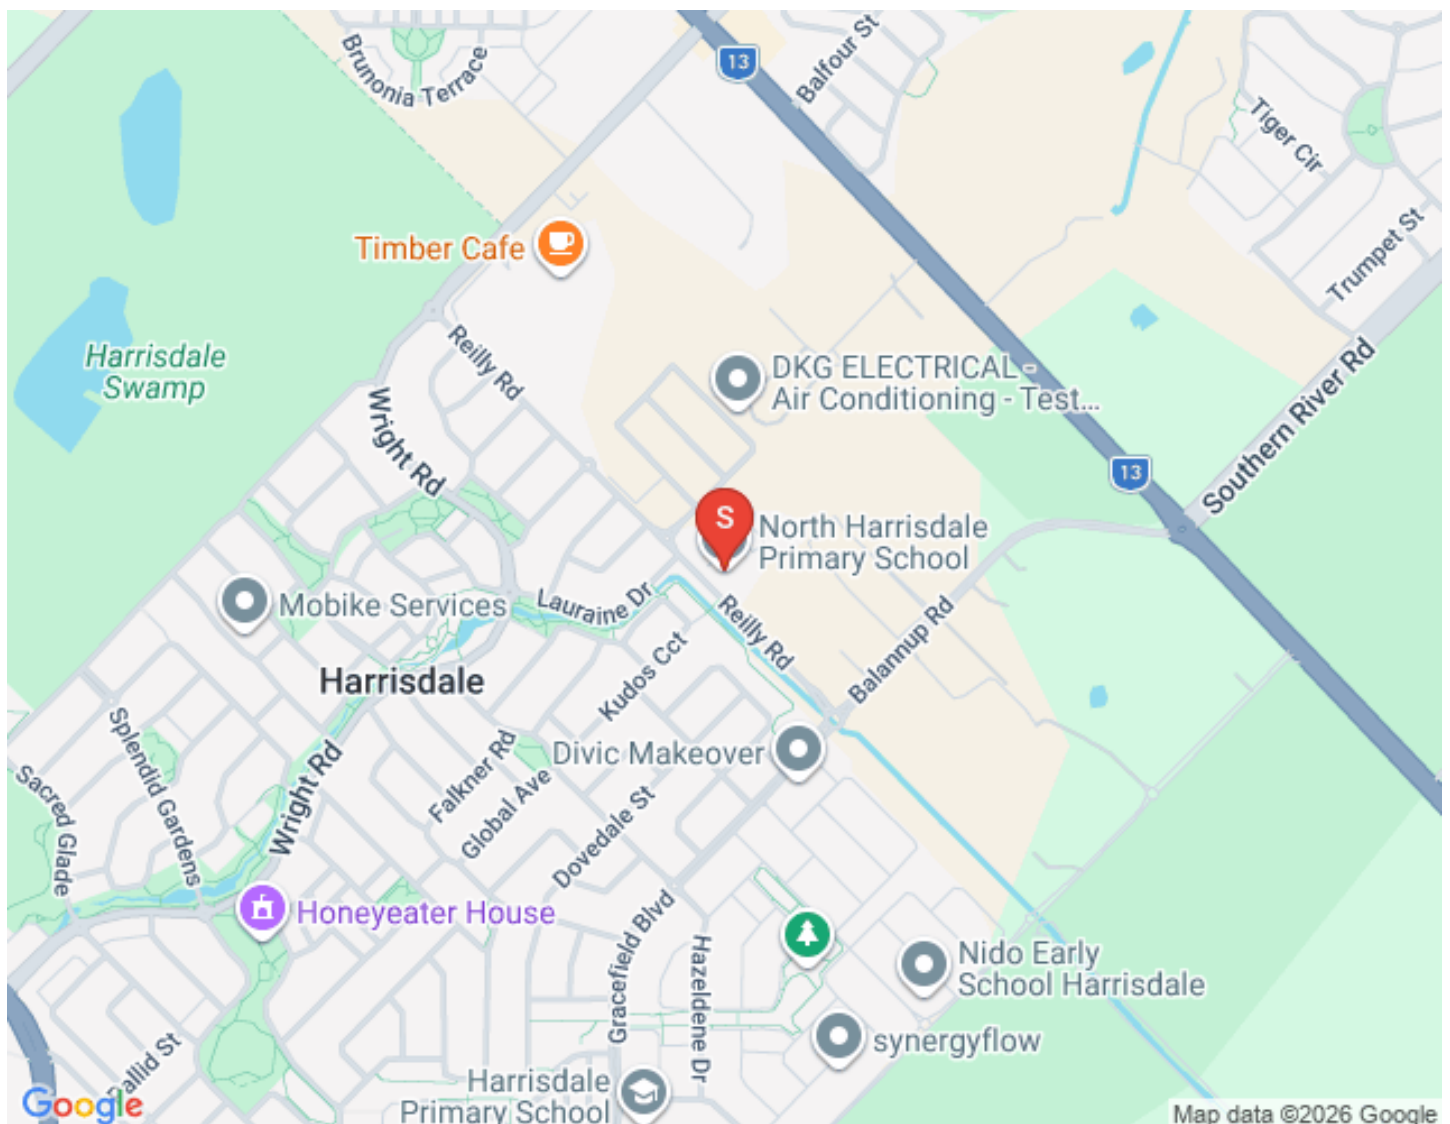 Brunonia Terrace
13
Balfour St
Tiger Cir
Trumpet St
Timber Cafe
Harrisdale
Swamp
Reilly Rd
DKG ELECTRICAL -
Air Conditioning - Test...
Southern River Rd
Wright Rd
13
S
North Harrisdale
Primary School
Mobike Services
Lauraine Dr
Reilly Rd
Balannup Rd
Harrisdale
Kudos Cct
Splendid Gardens
Sacred Glade
Wright Rd
Falkner Rd
Global Ave
Divic Makeover
Dovedale St
Honeyeater House
Gracefield Blvd
Hazeldene Dr
Nido Early
School Harrisdale
synergyflow
Pallid St
Harrisdale
Primary School
Google
Map data ©2026 Google